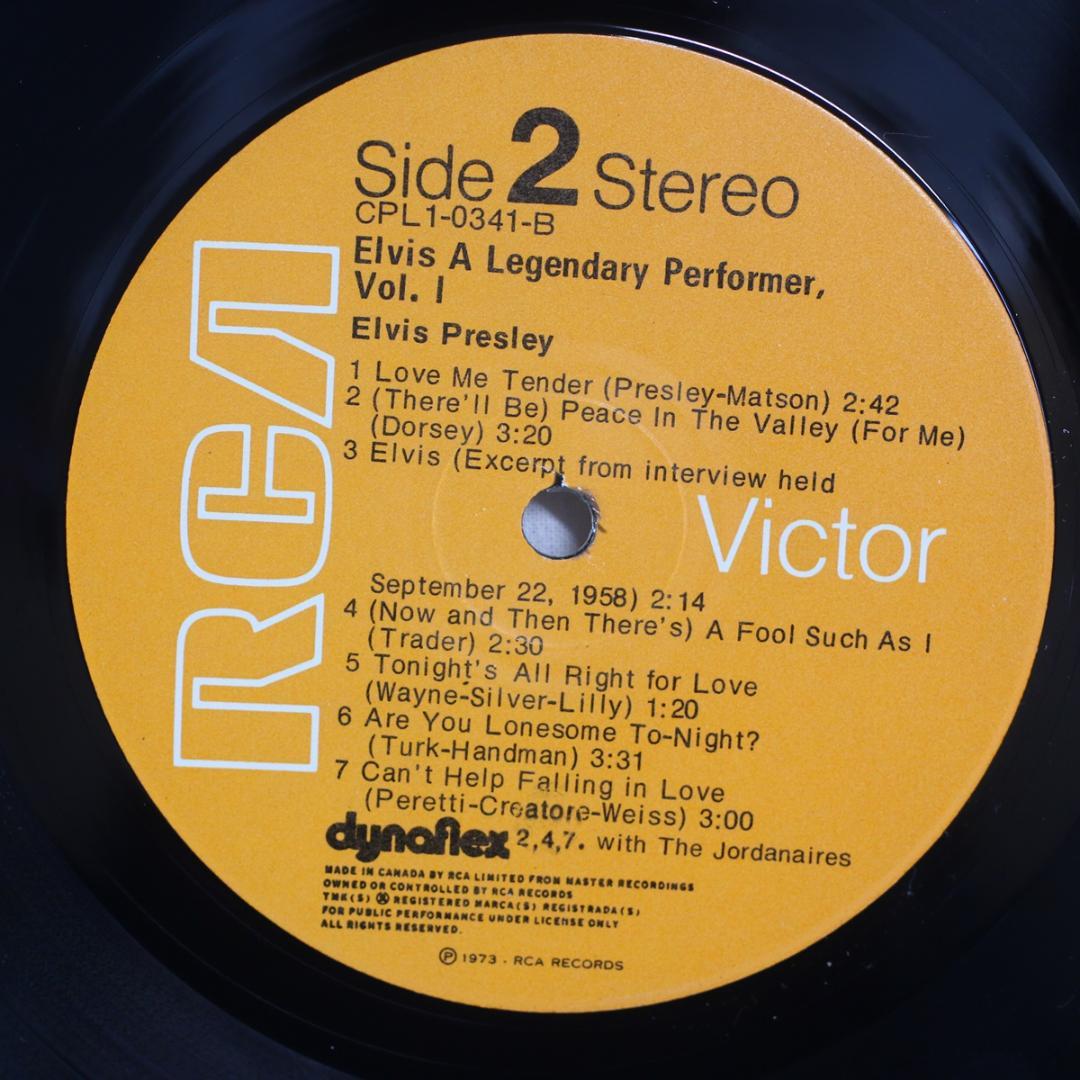 Side 2 Stereo
CPL1-0341-B
Elvis A Legendary Performer,
Vol. I
Elvis Presley
1 Love Me Tender (Presley-Matson) 2:42
2 (There'll Be) Peace In The Valley (For Me)
(Dorsey) 3:20
3 Elvis (Excerpt from interview held
RCA
Victor
September 22, 1958) 2:14
4 (Now and Then There's) A Fool Such As I
(Trader) 2:30
5 Tonight's All Right for Love
(Wayne-Silver-Lilly) 1:20
6 Are You Lonesome To-Night?
(Turk-Handman) 3:31
7 Can't Help Falling in Love
(Peretti-Creatore-Weiss) 3:00
dynaflex 2,4,7. with The Jordanaires
MADE IN CANADA BY RCA LIMITED FROM MASTER RECORDINGS
OWNED OR CONTROLLED BY RCA RECORDS
TMK(S) ® REGISTERED MARCA(S) REGISTRADA(S)
FOR PUBLIC PERFORMANCE UNDER LICENSE ONLY
ALL RIGHTS RESERVED.
℗ 1973 - RCA RECORDS